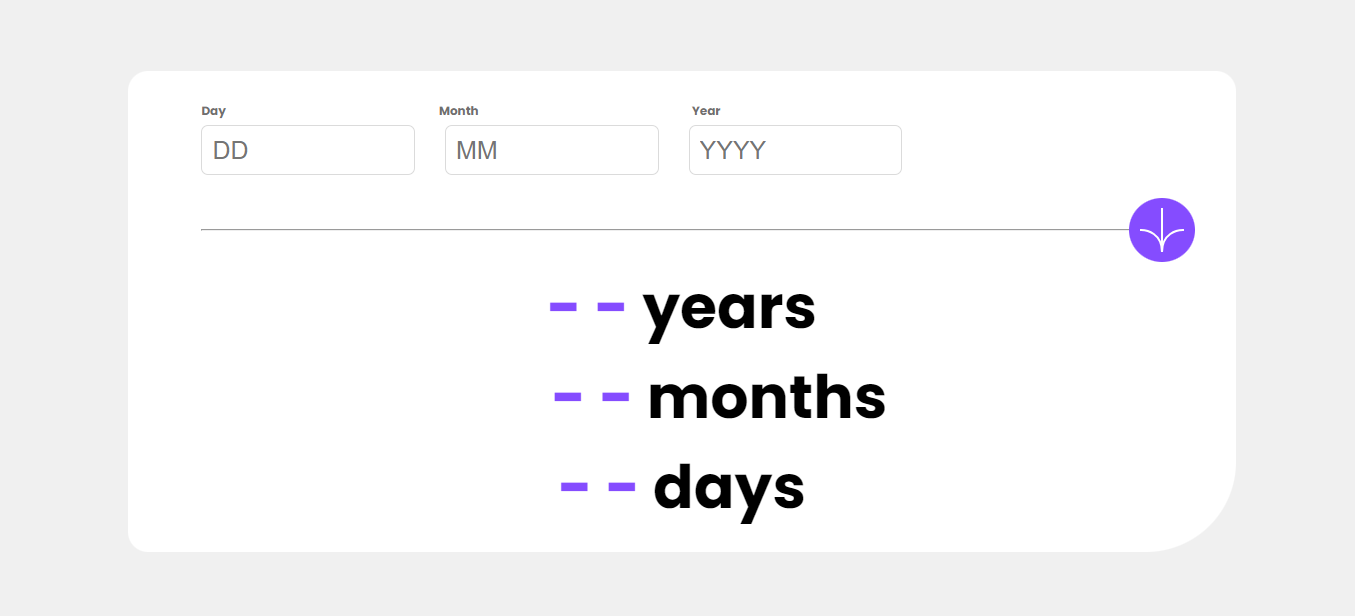 Day Month Year
DD MM YYYY
- - years
- - months
- - days